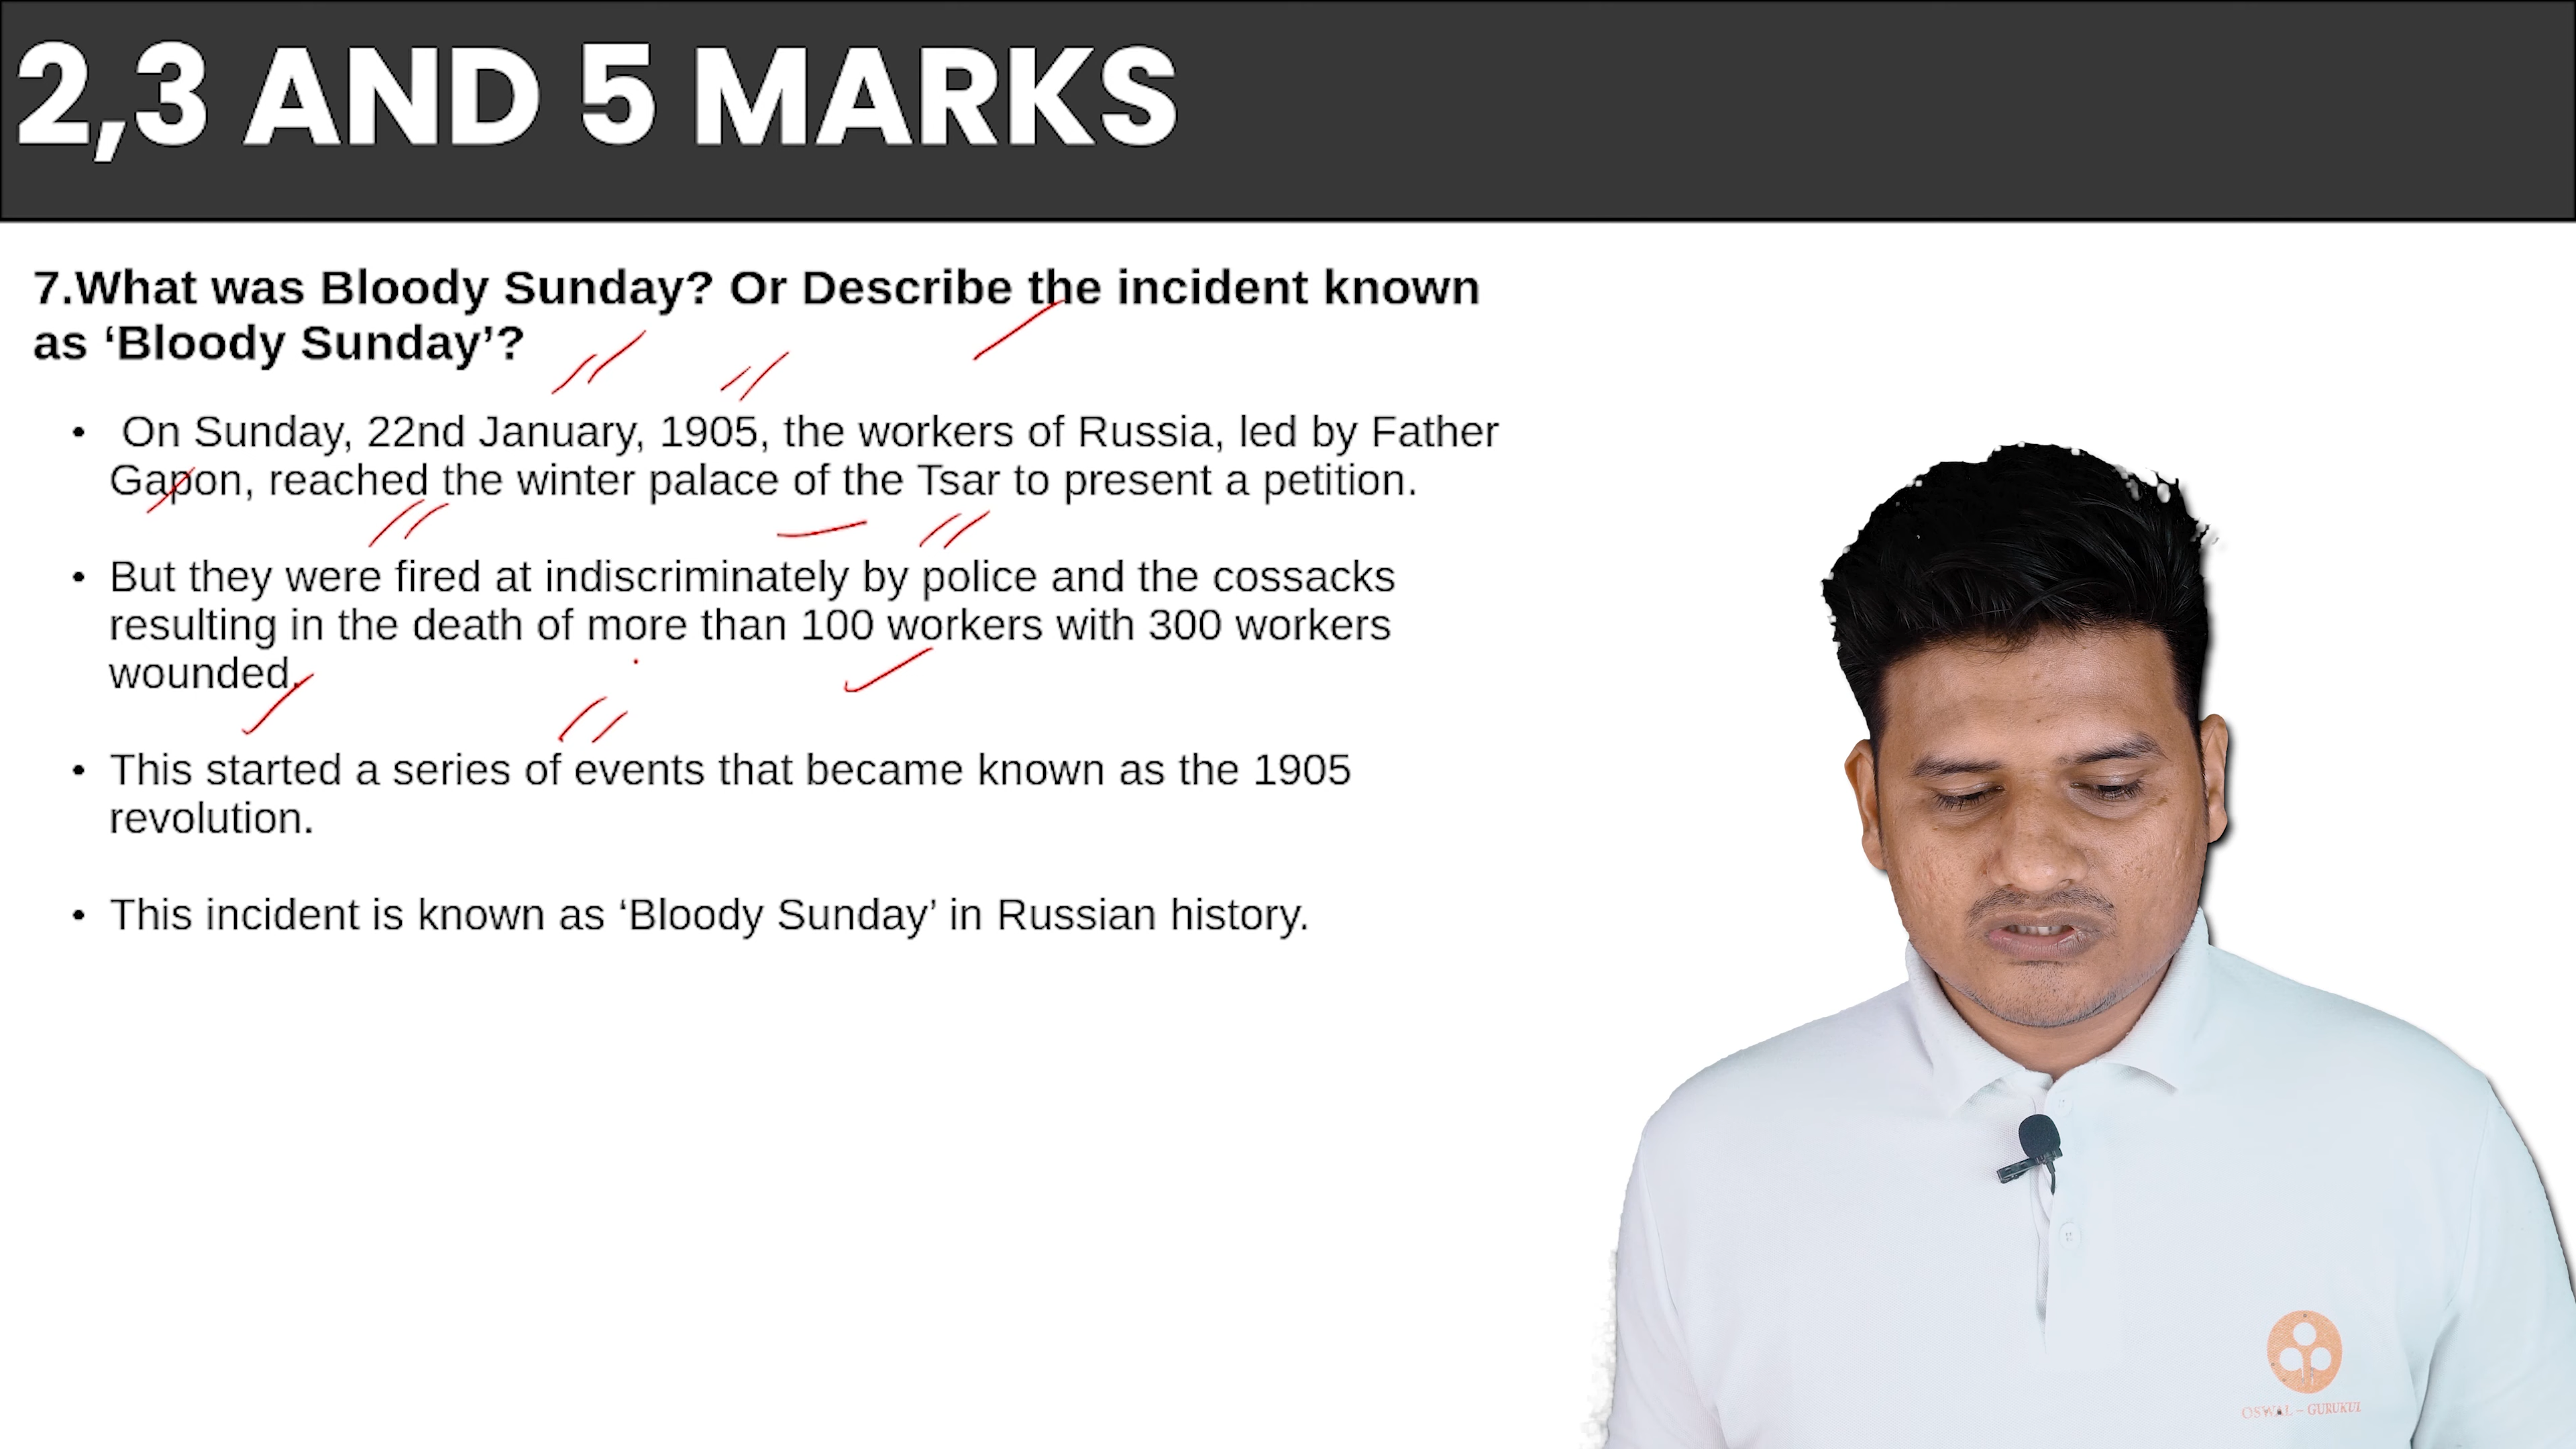 2,3 AND 5 MARKS
7.What was Bloody Sunday? Or Describe the incident known
as ‘Bloody Sunday’?
• On Sunday, 22nd January, 1905, the workers of Russia, led by Father
Gapon, reached the winter palace of the Tsar to present a petition.
• But they were fired at indiscriminately by police and the cossacks
resulting in the death of more than 100 workers with 300 workers
wounded.
• This started a series of events that became known as the 1905
revolution.
• This incident is known as ‘Bloody Sunday’ in Russian history.
OSWAL – GURUKUL